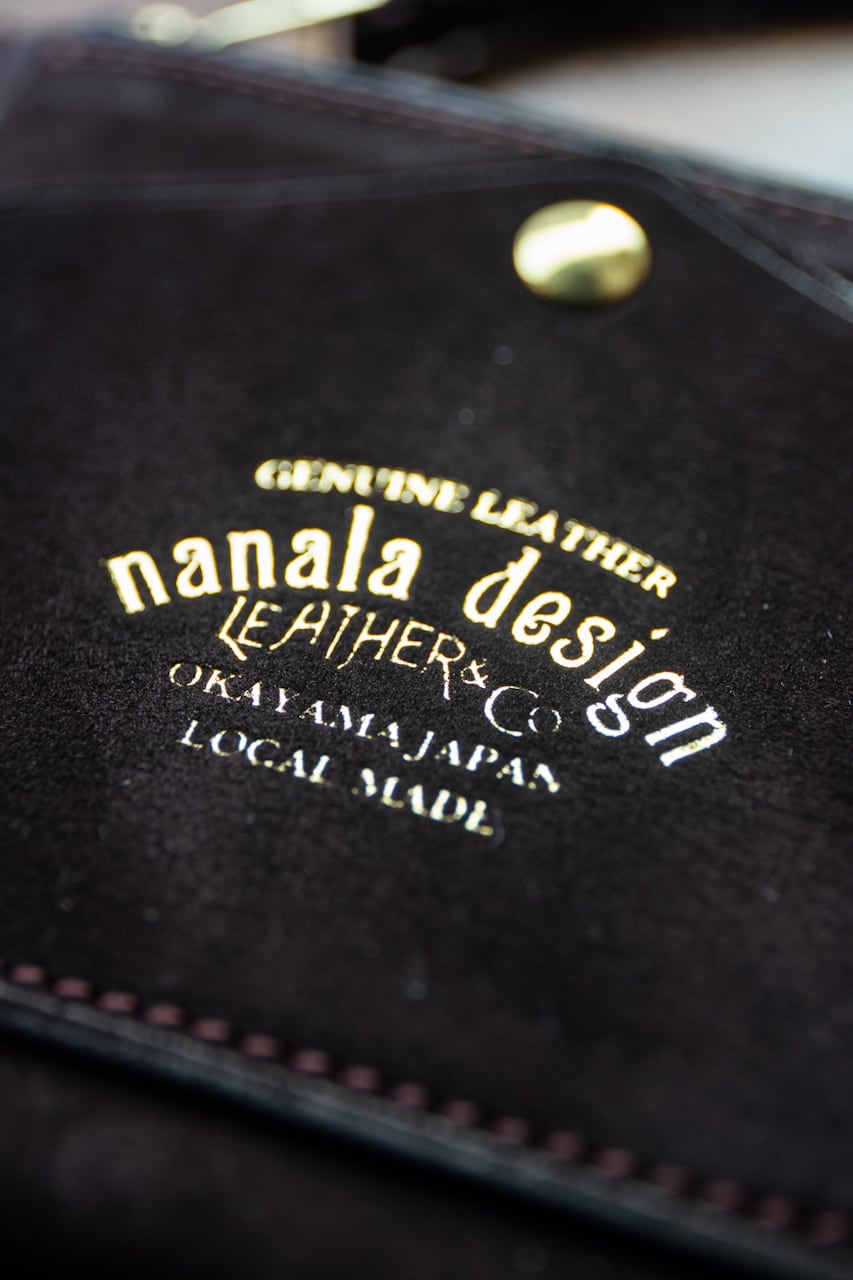 GENUINE LEATHER
nanala design
LEATHER & Co
OKAYAMA JAPAN
LOCAL MADE